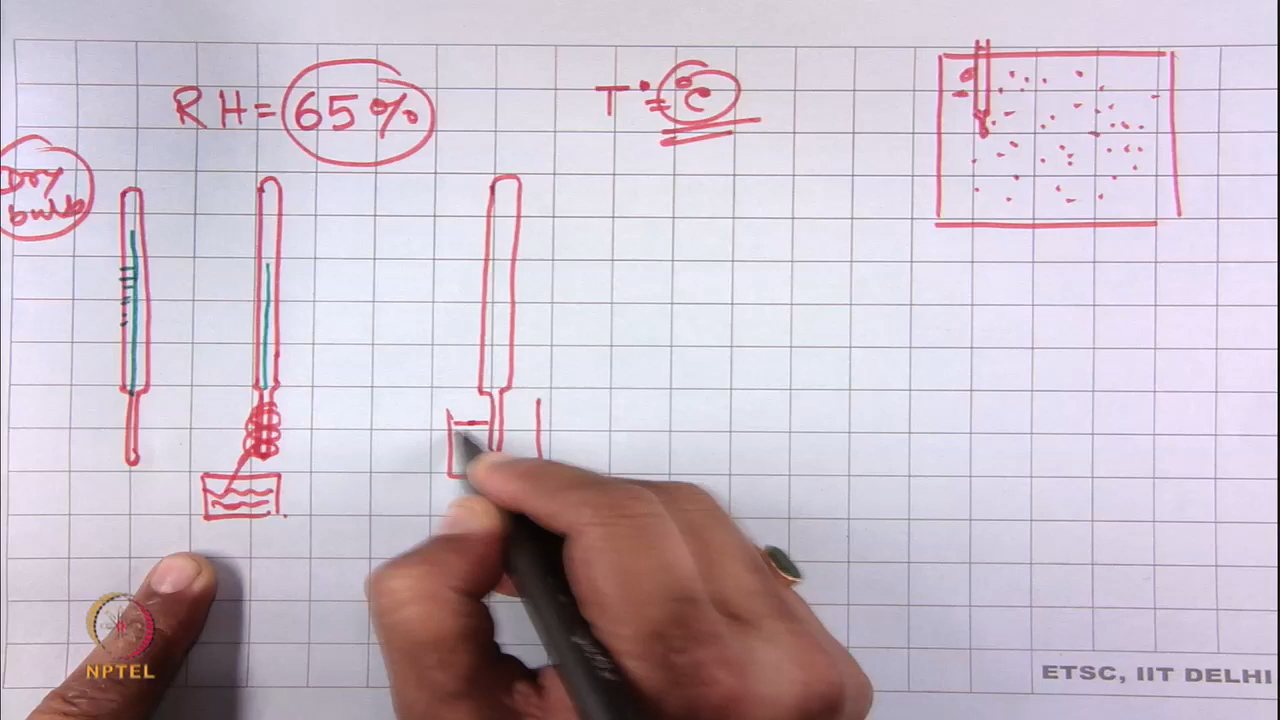 RH= 65%
T°= °C
Dry
bulb
NPTEL
ETSC, IIT DELHI